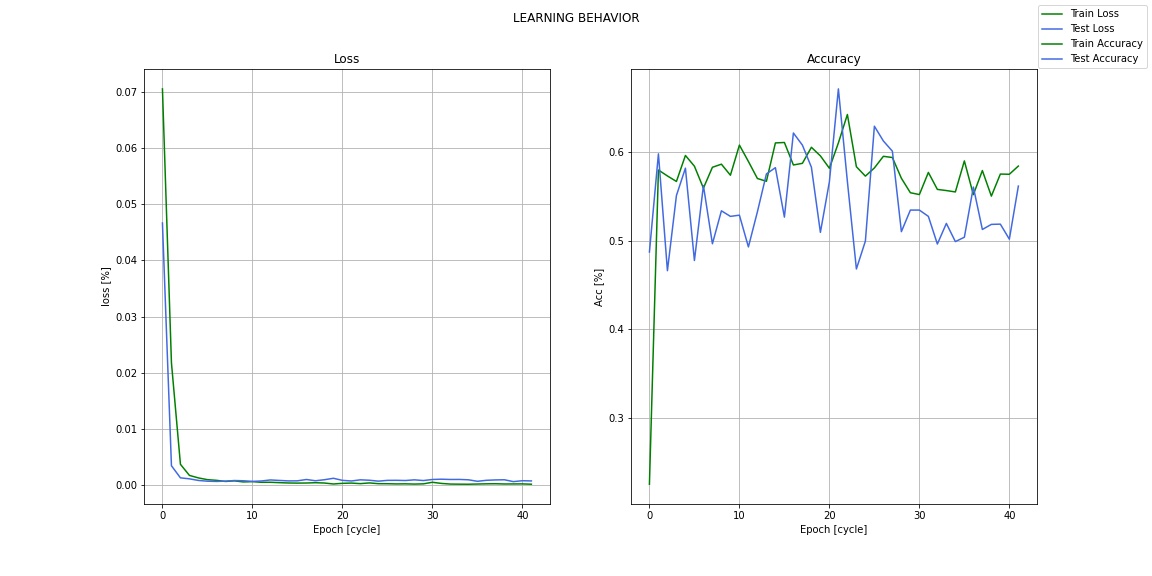 LEARNING BEHAVIOR
Train Loss
Test Loss
Train Accuracy
Test Accuracy
Loss
0.07
0.06
0.05
0.04
0.03
0.02
0.01
0.00
loss [%]
0
10
20
30
40
Epoch [cycle]
Accuracy
0.6
0.5
0.4
0.3
Acc [%]
0
10
20
30
40
Epoch [cycle]